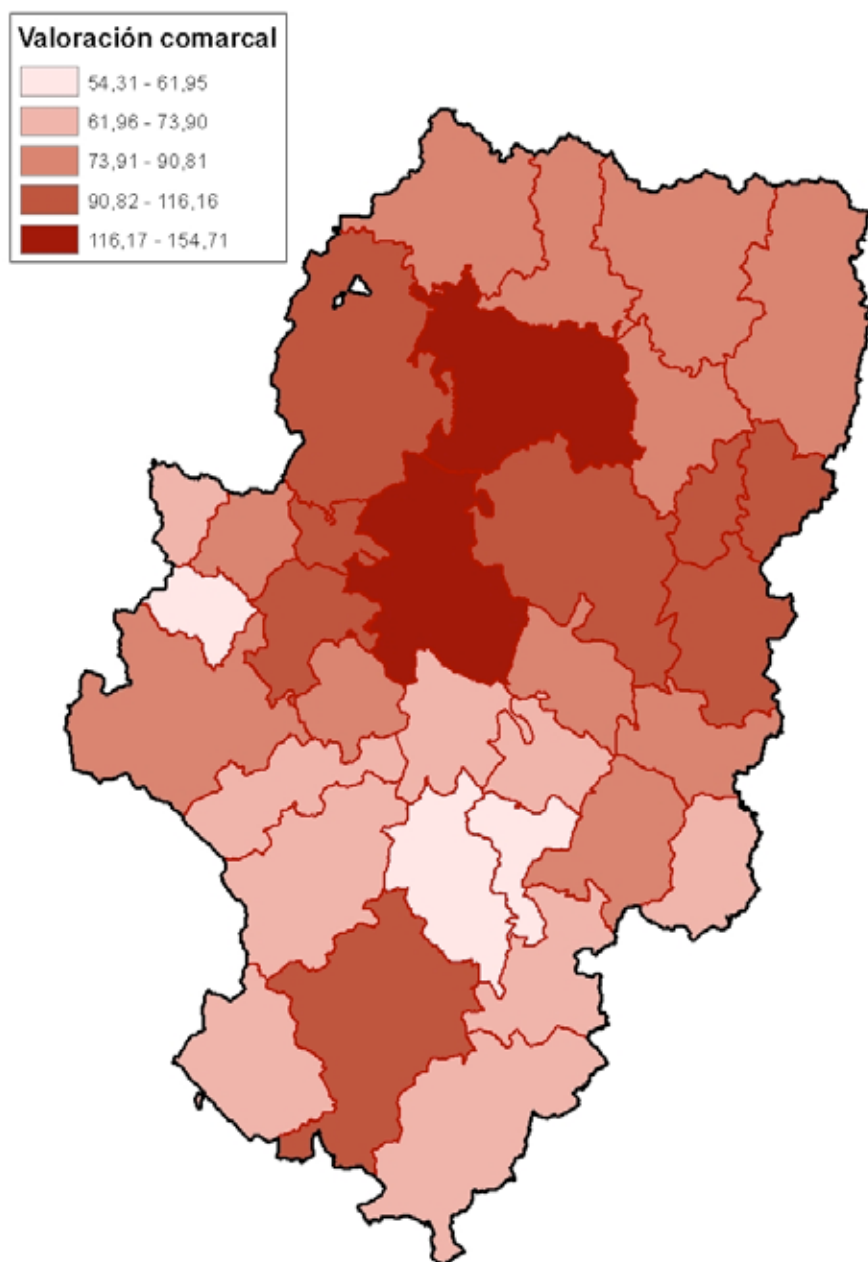 Valoración comarcal
54,31 - 61,95
61,96 - 73,90
73,91 - 90,81
90,82 - 116,16
116,17 - 154,71